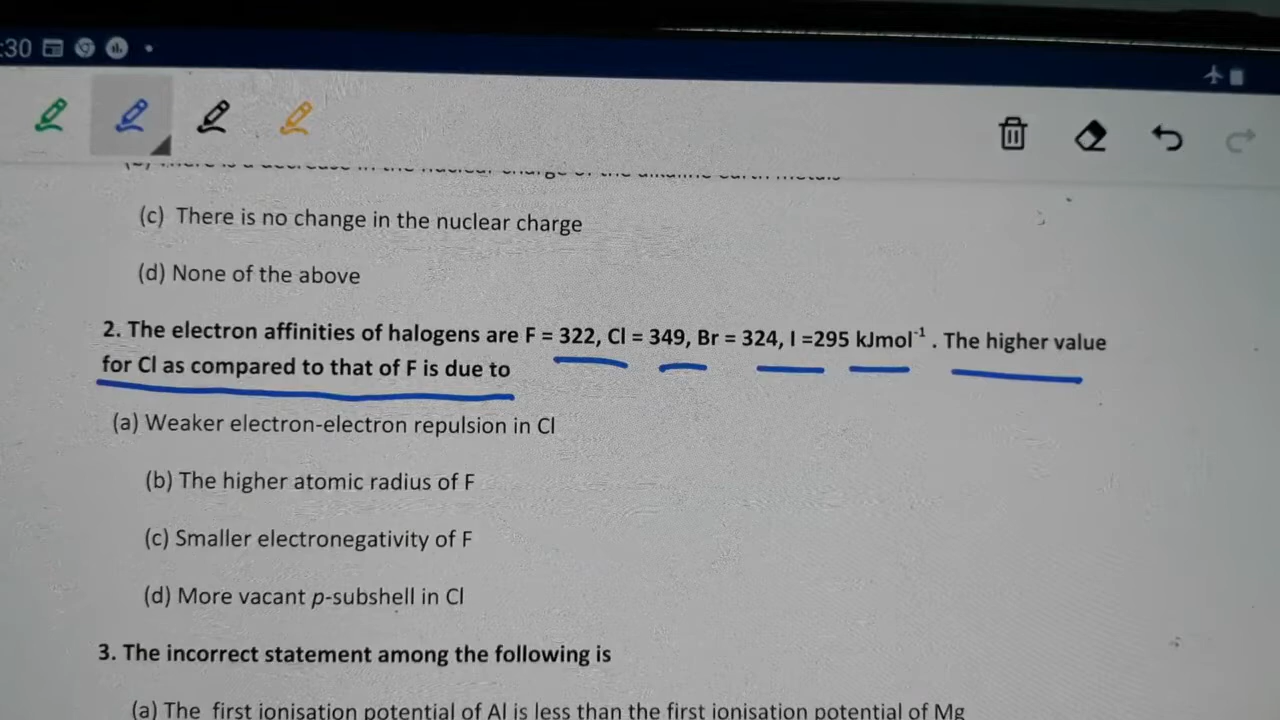 :30
(c) There is no change in the nuclear charge
(d) None of the above
2. The electron affinities of halogens are F = 322, Cl = 349, Br = 324, I =295 kJmol⁻¹ . The higher value
for Cl as compared to that of F is due to
(a) Weaker electron-electron repulsion in Cl
(b) The higher atomic radius of F
(c) Smaller electronegativity of F
(d) More vacant p-subshell in Cl
3. The incorrect statement among the following is
(a) The first ionisation potential of Al is less than the first ionisation potential of Mg